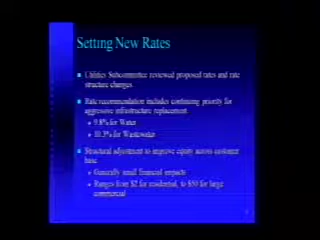 Setting New Rates
Utilities Subcommittee reviewed proposed rates and rate
structure changes
Rate recommendation includes continuing priority for
aggressive infrastructure replacement
9.8% for Water
10.3% for Wastewater
Structural adjustment to improve equity across customer
base
Generally small financial impacts
Ranges from $2 for residential, to $50 for large
commercial